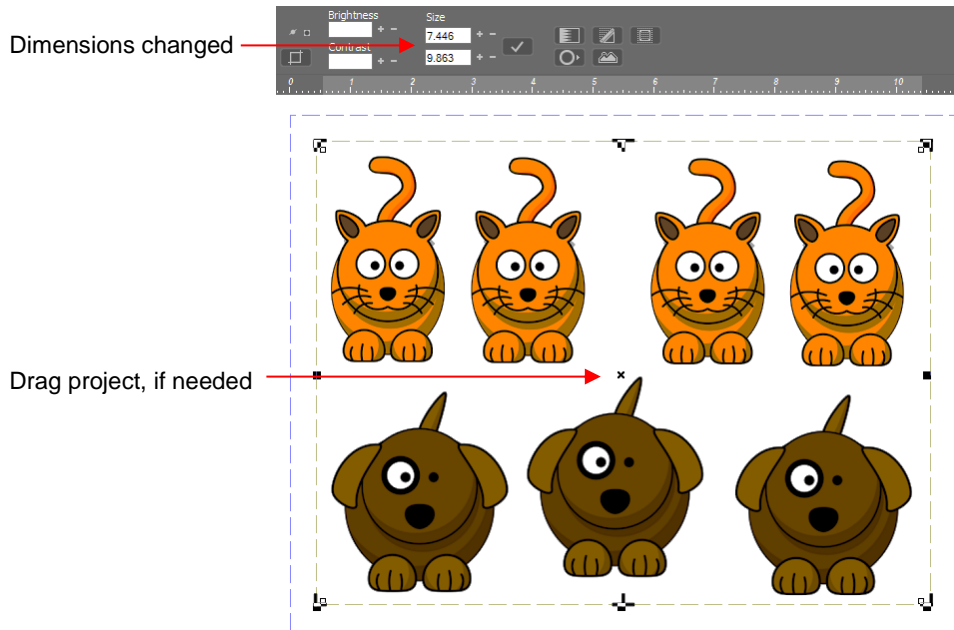 Brightness
Size
Dimensions changed
7.446
Contrast
9.863
0 1 2 3 4 5 6 7 8 9 10
Drag project, if needed